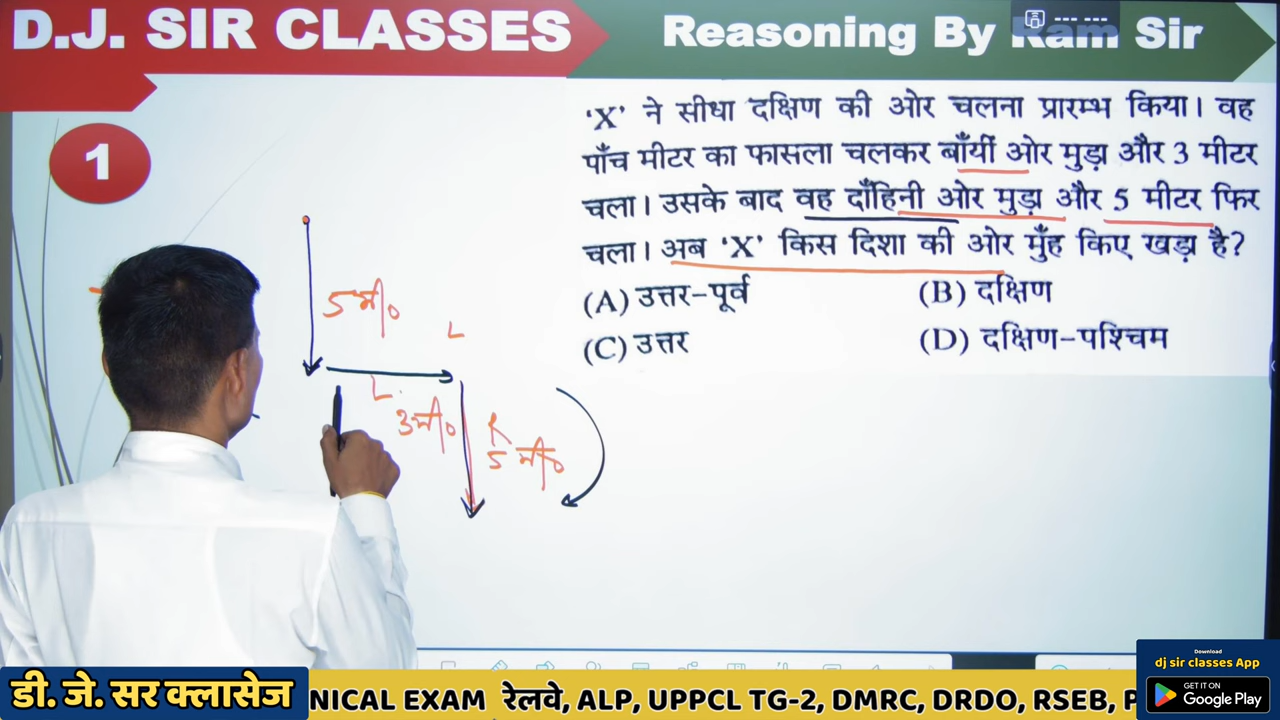 D.J. SIR CLASSES
Reasoning By Ram Sir
1
‘X’ ने सीधा दक्षिण की ओर चलना प्रारम्भ किया। वह
पाँच मीटर का फासला चलकर बाँयीं ओर मुड़ा और 3 मीटर
चला। उसके बाद वह दाँहिनी ओर मुड़ा और 5 मीटर फिर
चला। अब ‘X’ किस दिशा की ओर मुँह किए खड़ा है?
(A) उत्तर-पूर्व
(B) दक्षिण
(C) उत्तर
(D) दक्षिण-पश्चिम
5 मी०
L
L
3 मी०
R
5 मी०
डी. जे. सर क्लासेज
NICAL EXAM रेलवे, ALP, UPPCL TG-2, DMRC, DRDO, RSEB,
Download
dj sir classes App
GET IT ON
Google Play